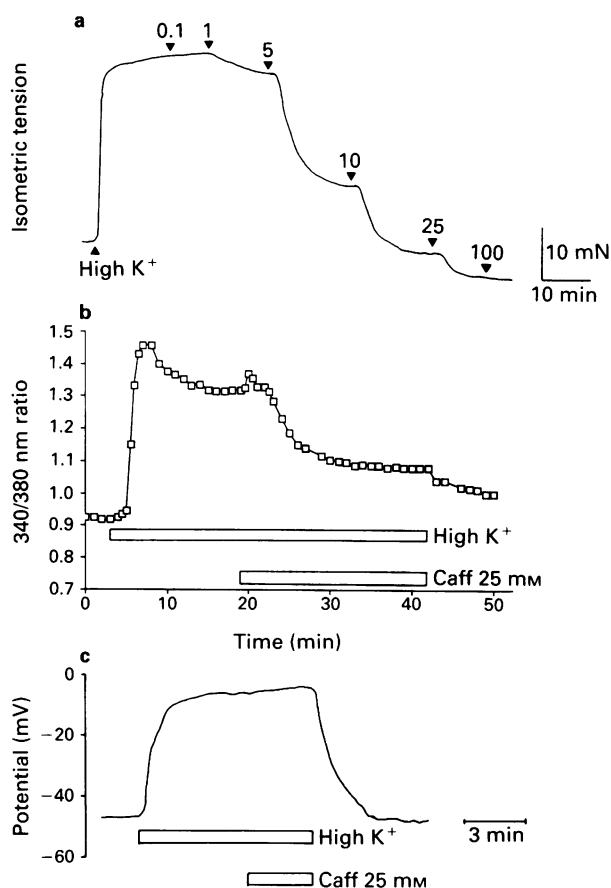 a
0.1 1 5 10 25 100
Isometric tension
High K⁺
10 mN
10 min
b
340/380 nm ratio
1.5
1.4
1.3
1.1
1.0
0.9
0.8
0.7
High K⁺
Caff 25 mM
0 10 20 30 40 50
Time (min)
c
Potential (mV)
0
−20
−40
−60
High K⁺
3 min
Caff 25 mM